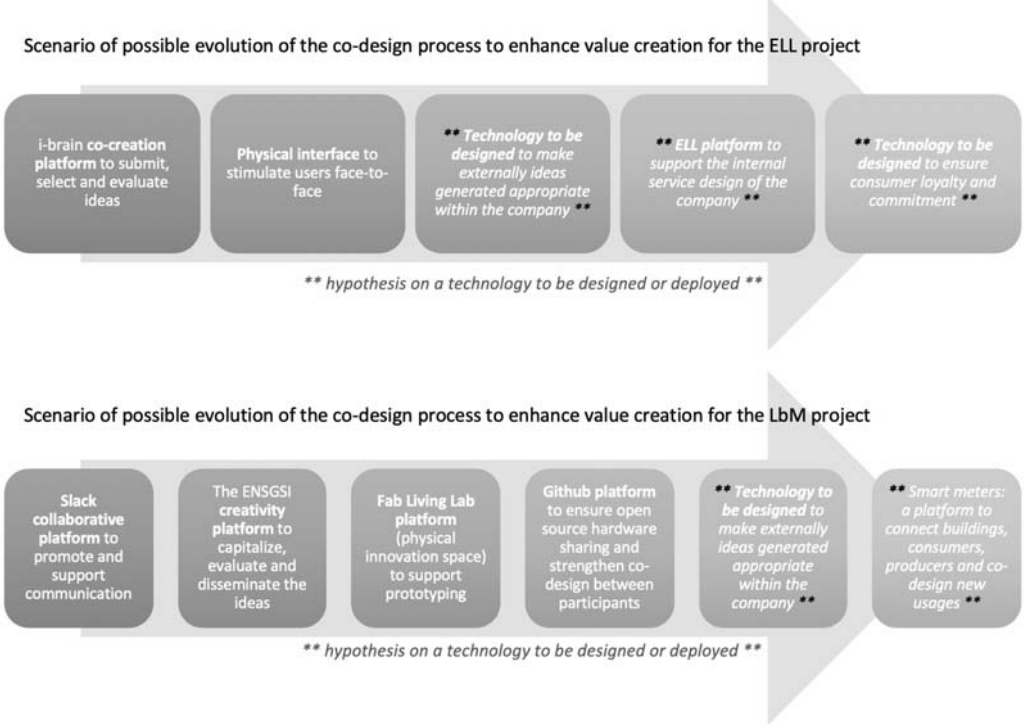 Scenario of possible evolution of the co-design process to enhance value creation for the ELL project
i-brain co-creation
platform to submit,
select and evaluate
ideas
Physical interface to
stimulate users face-to-
face
** Technology to be
designed to make
externally ideas
generated appropriate
within the company **
** ELL platform to
support the internal
service design of the
company **
** Technology to be
designed to ensure
consumer loyalty and
commitment **
** hypothesis on a technology to be designed or deployed **
Scenario of possible evolution of the co-design process to enhance value creation for the LbM project
Slack
collaborative
platform to
promote and
support
communication
The ENSGSI
creativity
platform to
capitalize,
evaluate and
disseminate the
ideas
Fab Living Lab
platform
(physical
innovation space)
to support
prototyping
Github platform
to ensure open
source hardware
sharing and
strengthen co-
design between
participants
** Technology to
be designed to
make externally
ideas generated
appropriate
within the
company **
** Smart meters:
a platform to
connect buildings,
consumers,
producers and co-
design new
usages **
** hypothesis on a technology to be designed or deployed **